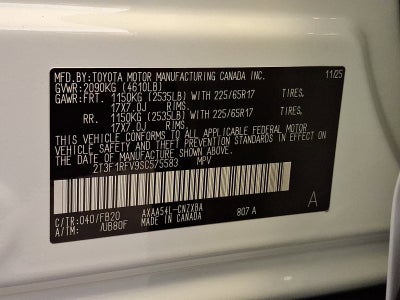 MFD.BY: TOYOTA MOTOR MANUFACTURING CANADA INC. 11/25
GVWR: 2090KG (4610LB)
GAWR: FRT. 1150KG (2535LB) WITH 225/65R17 TIRES,
17X7.0J RIMS
RR. 1150KG (2535LB) WITH 225/65R17 TIRES,
17X7.0J RIMS
THIS VEHICLE CONFORMS TO ALL APPLICABLE FEDERAL MOTOR
VEHICLE SAFETY AND THEFT PREVENTION STANDARDS IN EFFECT
ON THE DATE OF MANUFACTURE SHOWN ABOVE.
2T3F1RFV9SC575583 MPV
C/TR: 040/FB20 AXAA54L-CNZXBA 807 A A
A/TM: /UB80F MADE IN CANADA